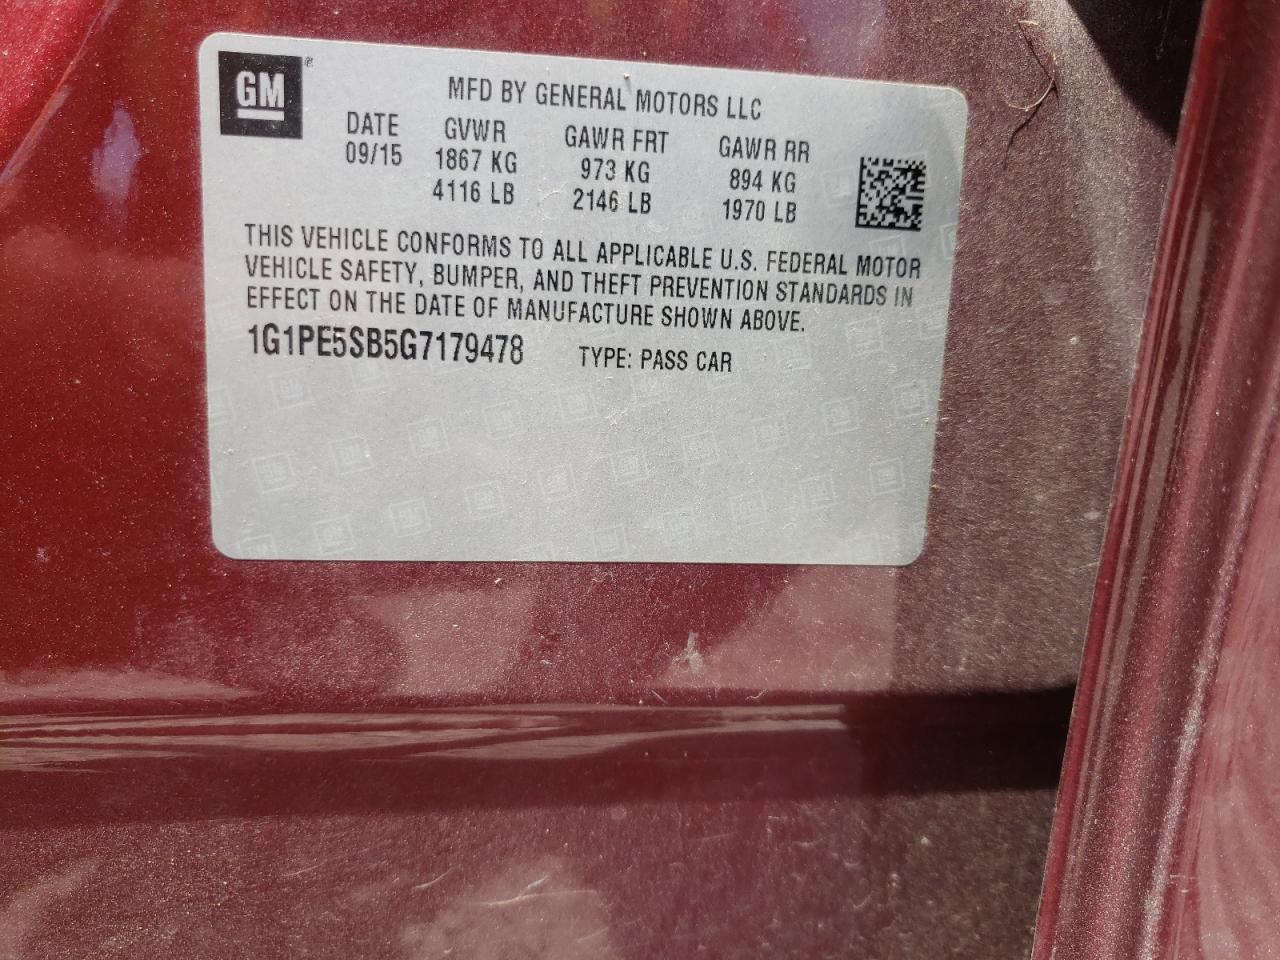 GM
MFD BY GENERAL MOTORS LLC
DATE GVWR GAWR FRT GAWR RR
09/15 1867 KG 973 KG 894 KG
4116 LB 2146 LB 1970 LB
THIS VEHICLE CONFORMS TO ALL APPLICABLE U.S. FEDERAL MOTOR
VEHICLE SAFETY, BUMPER, AND THEFT PREVENTION STANDARDS IN
EFFECT ON THE DATE OF MANUFACTURE SHOWN ABOVE.
1G1PE5SB5G7179478 TYPE: PASS CAR